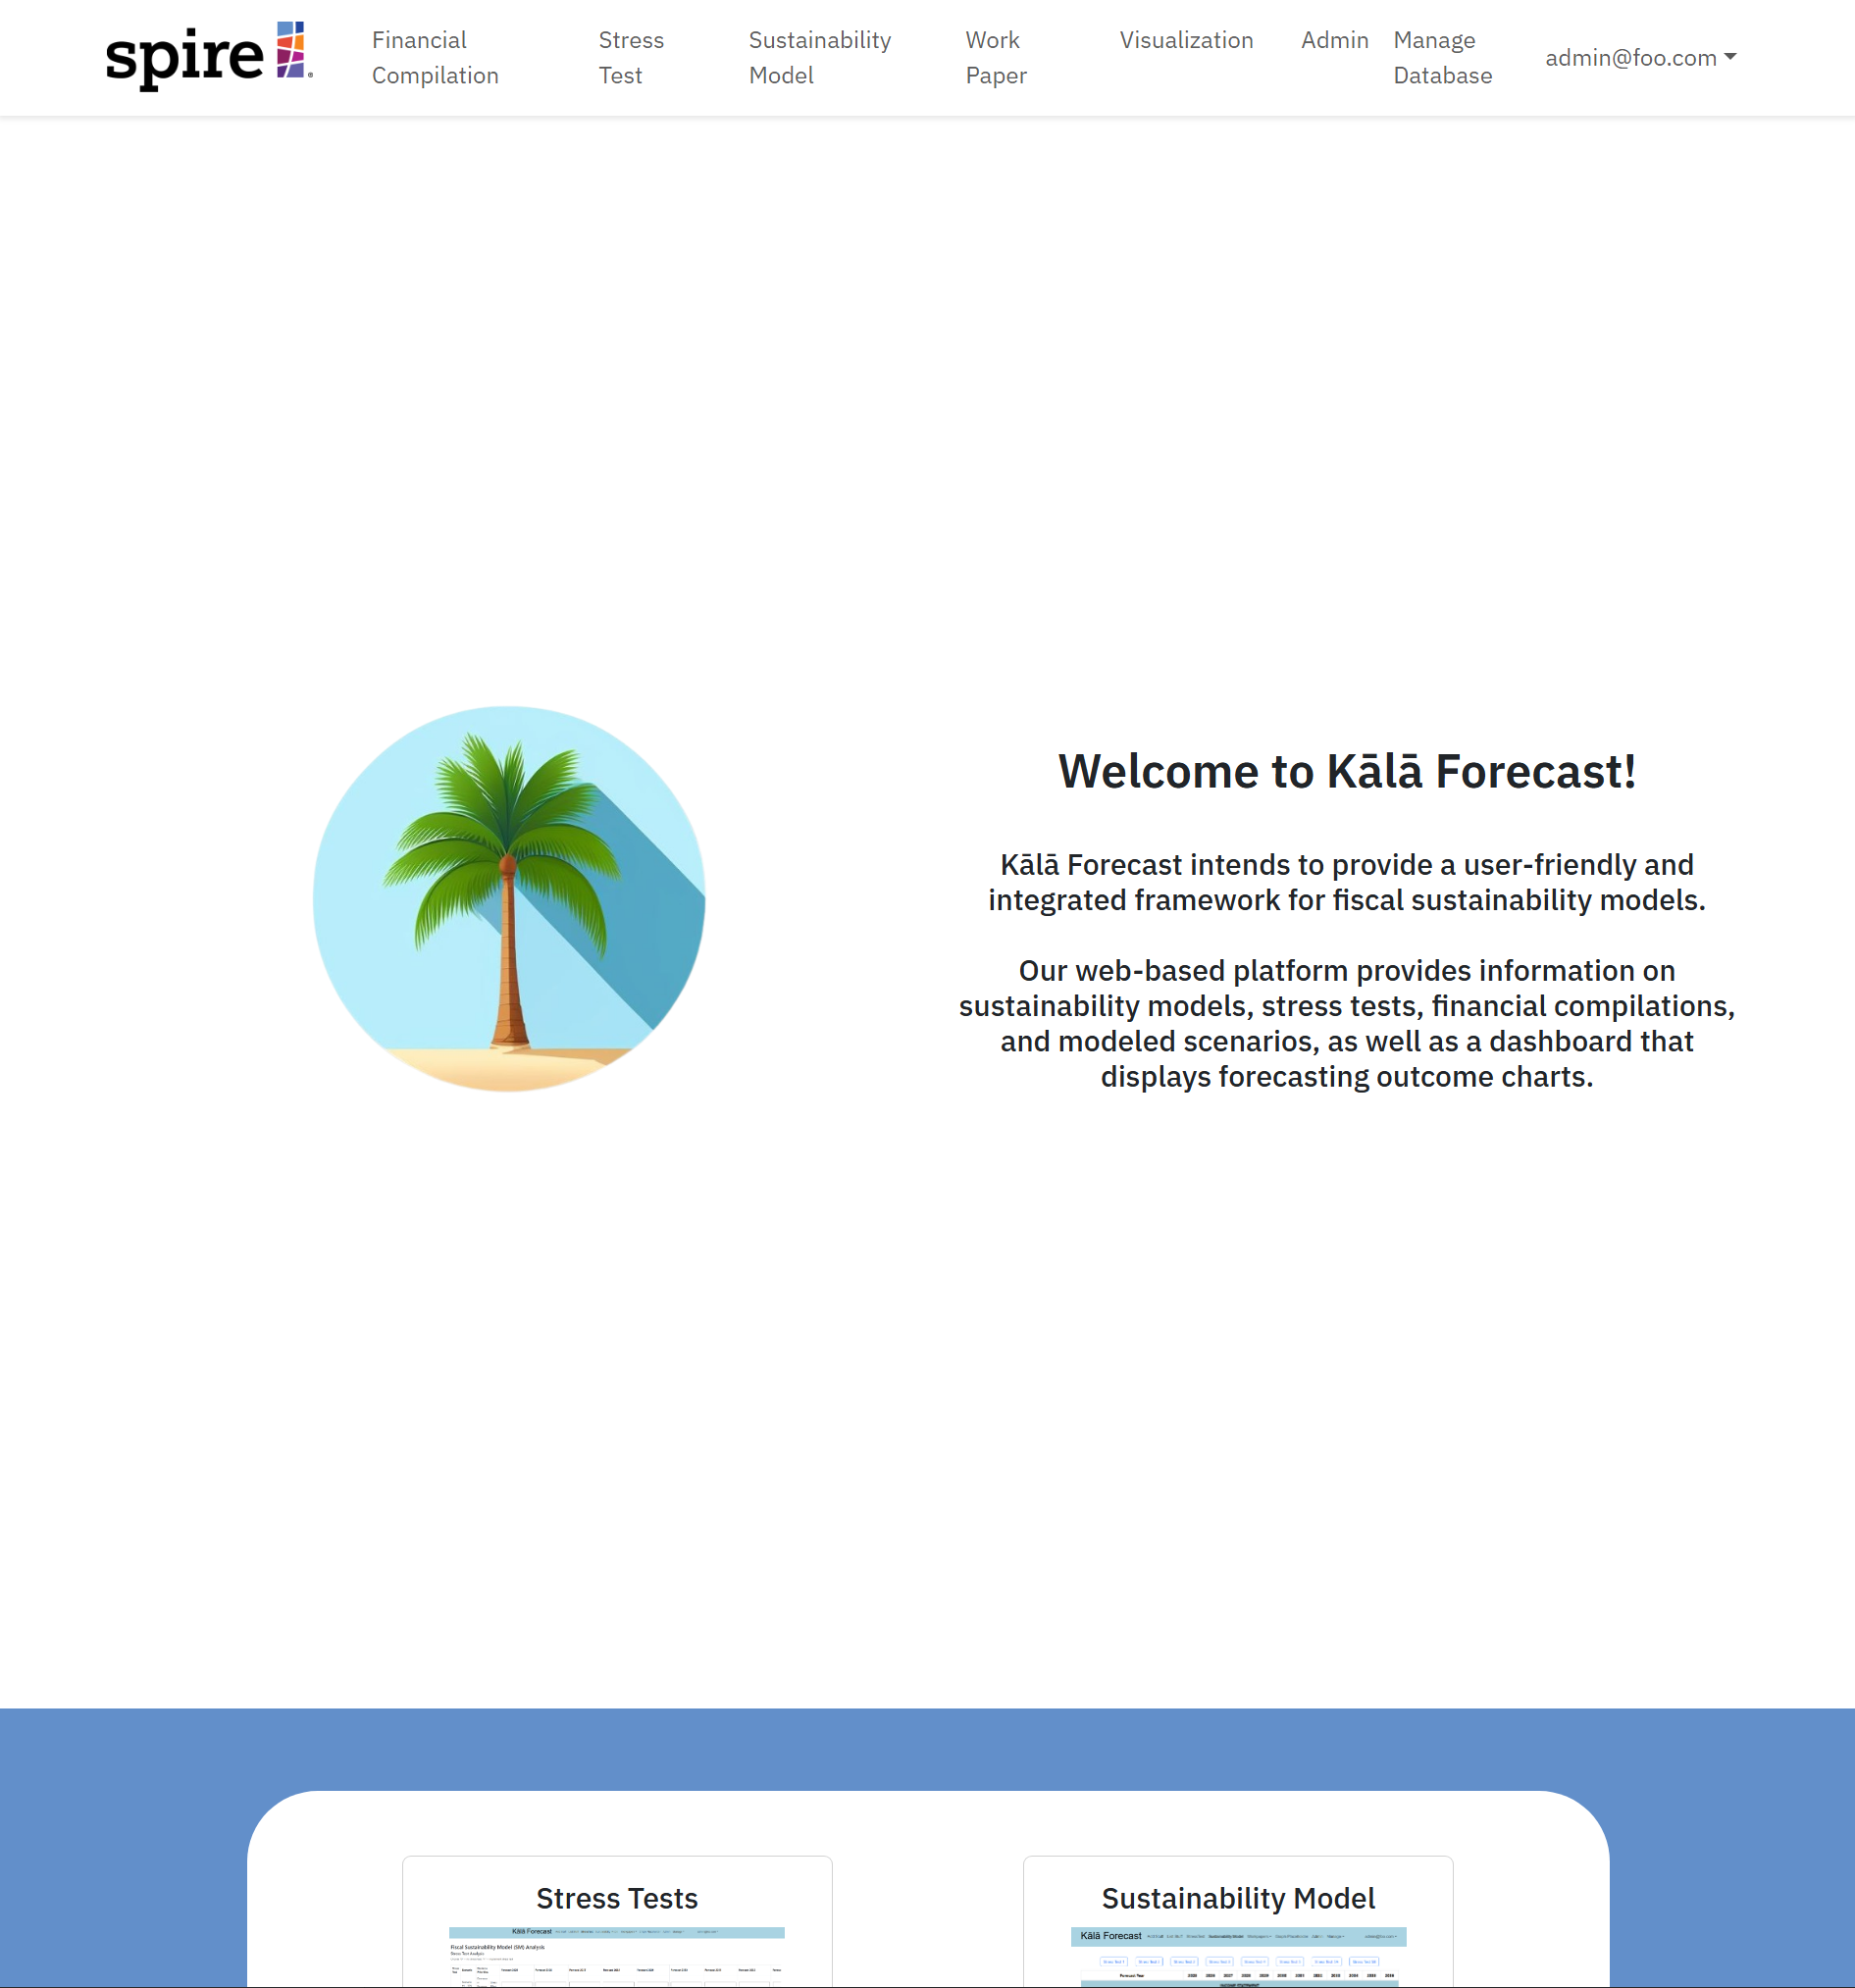 spire
Financial Compilation
Stress Test
Sustainability Model
Work Paper
Visualization
Admin
Manage Database
admin@foo.com
Welcome to Kālā Forecast!
Kālā Forecast intends to provide a user-friendly and
integrated framework for fiscal sustainability models.
Our web-based platform provides information on
sustainability models, stress tests, financial compilations,
and modeled scenarios, as well as a dashboard that
displays forecasting outcome charts.
Stress Tests
Kālā Forecast
Fiscal Sustainability Model (SM) Analysis
Sustainability Model
Kālā Forecast
Forecast Year